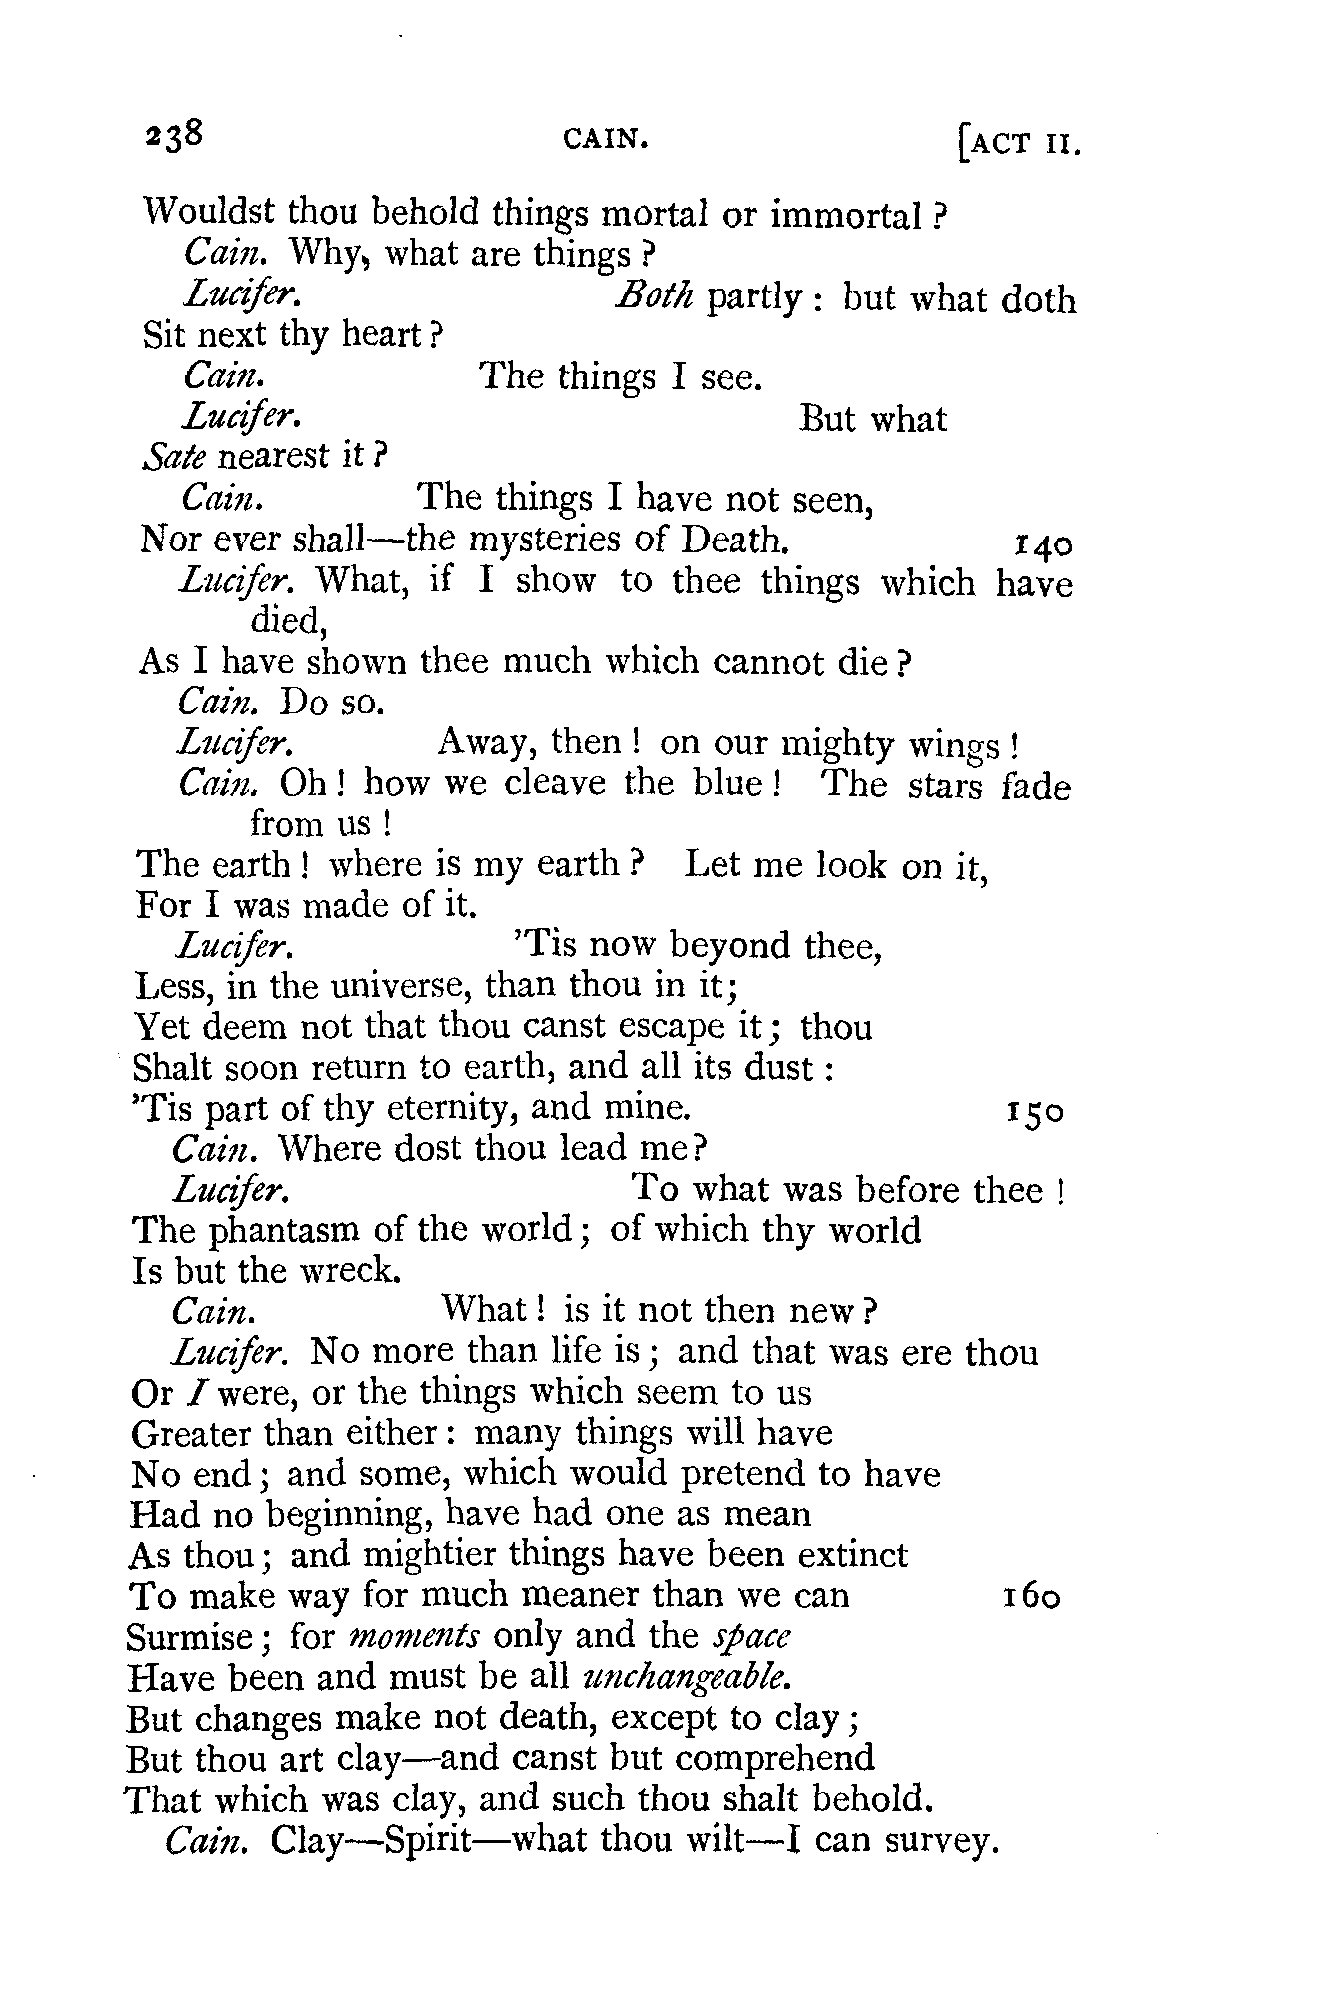 238 CAIN. [ACT II.
Wouldst thou behold things mortal or immortal ?
Cain. Why, what are things ?
Lucifer. Both partly : but what doth
Sit next thy heart ?
Cain. The things I see.
Lucifer. But what
Sate nearest it ?
Cain. The things I have not seen,
Nor ever shall—the mysteries of Death. 140
Lucifer. What, if I show to thee things which have
died,
As I have shown thee much which cannot die ?
Cain. Do so.
Lucifer. Away, then ! on our mighty wings !
Cain. Oh ! how we cleave the blue ! The stars fade
from us !
The earth ! where is my earth ? Let me look on it,
For I was made of it.
Lucifer. ’Tis now beyond thee,
Less, in the universe, than thou in it;
Yet deem not that thou canst escape it ; thou
Shalt soon return to earth, and all its dust :
’Tis part of thy eternity, and mine. 150
Cain. Where dost thou lead me?
Lucifer. To what was before thee !
The phantasm of the world ; of which thy world
Is but the wreck.
Cain. What ! is it not then new ?
Lucifer. No more than life is ; and that was ere thou
Or I were, or the things which seem to us
Greater than either : many things will have
No end ; and some, which would pretend to have
Had no beginning, have had one as mean
As thou ; and mightier things have been extinct
To make way for much meaner than we can 160
Surmise ; for moments only and the space
Have been and must be all unchangeable.
But changes make not death, except to clay ;
But thou art clay—and canst but comprehend
That which was clay, and such thou shalt behold.
Cain. Clay—Spirit—what thou wilt—I can survey.